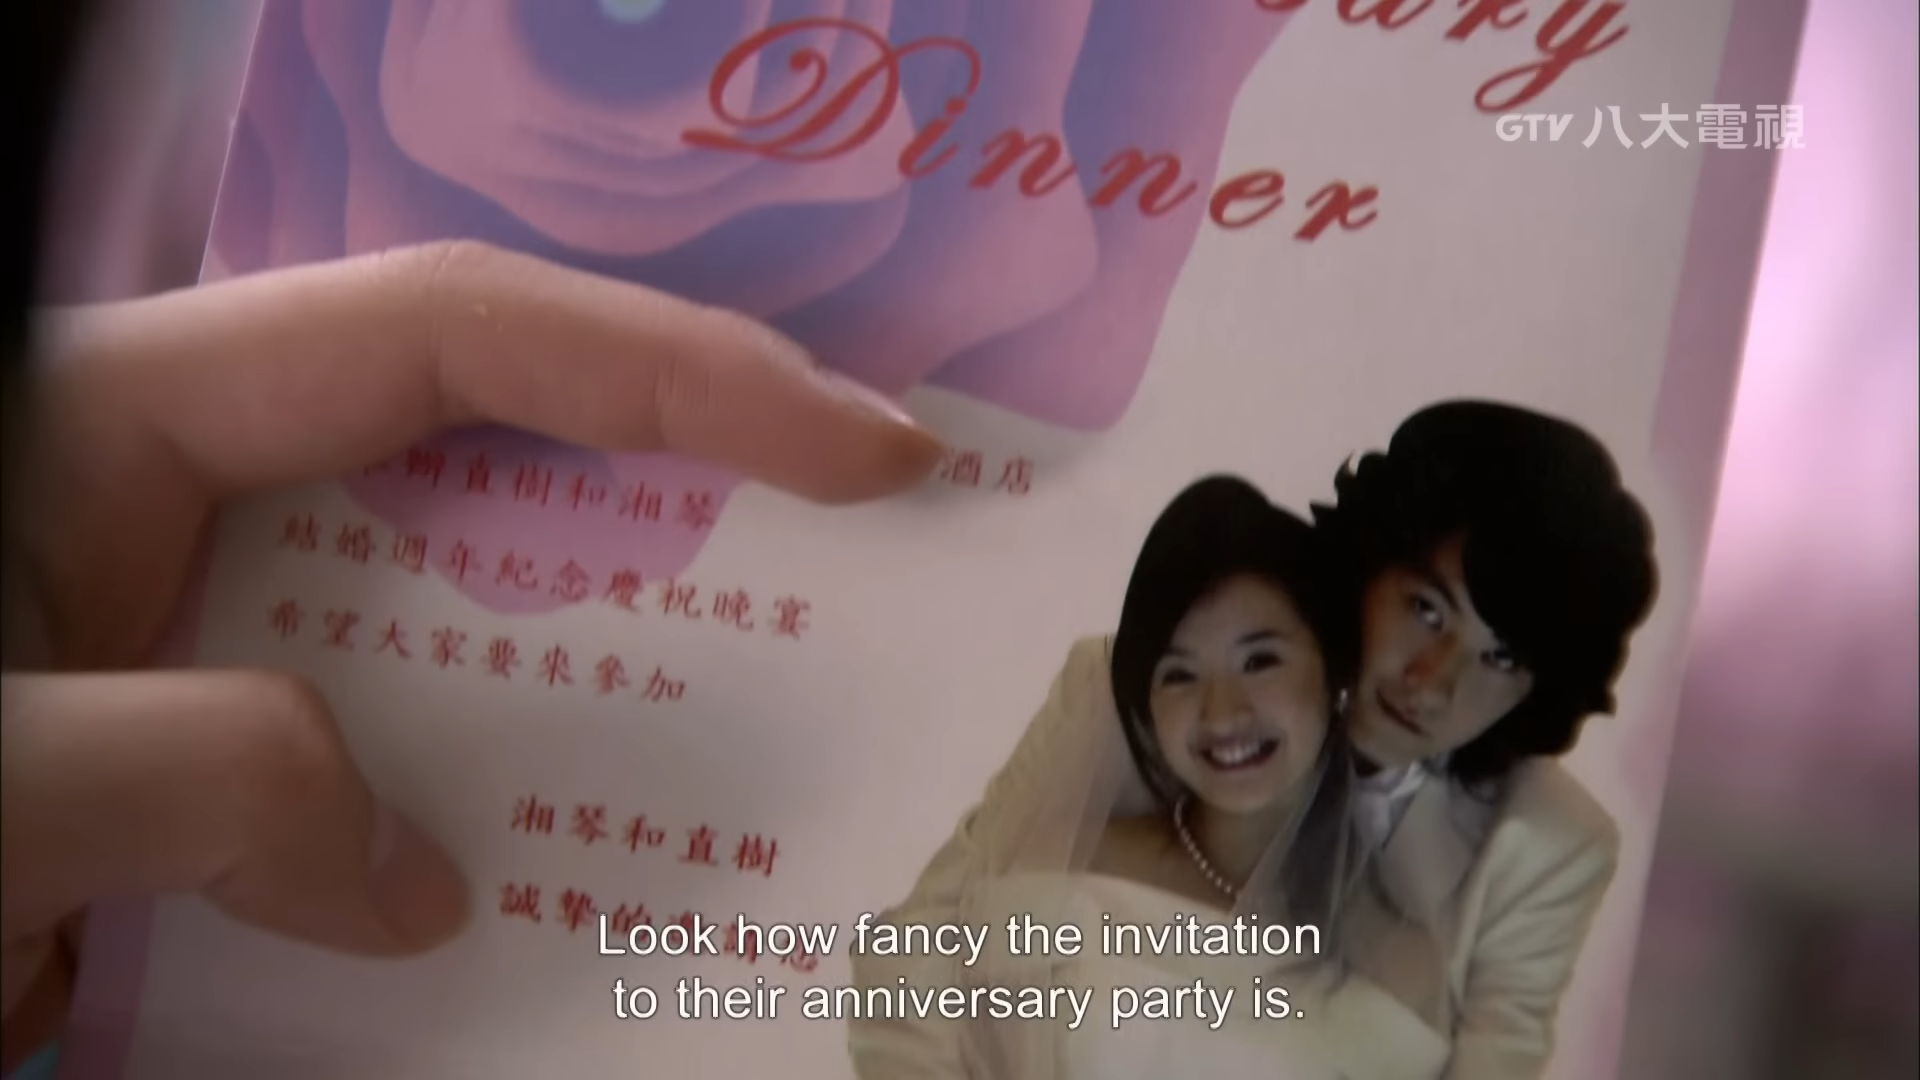 Dinner
GTV 八大電視
酒店
辦直樹和湘琴
結婚週年紀念慶祝晚宴
希望大家要來參加
湘琴和直樹
誠摯的
Look how fancy the invitation
to their anniversary party is.